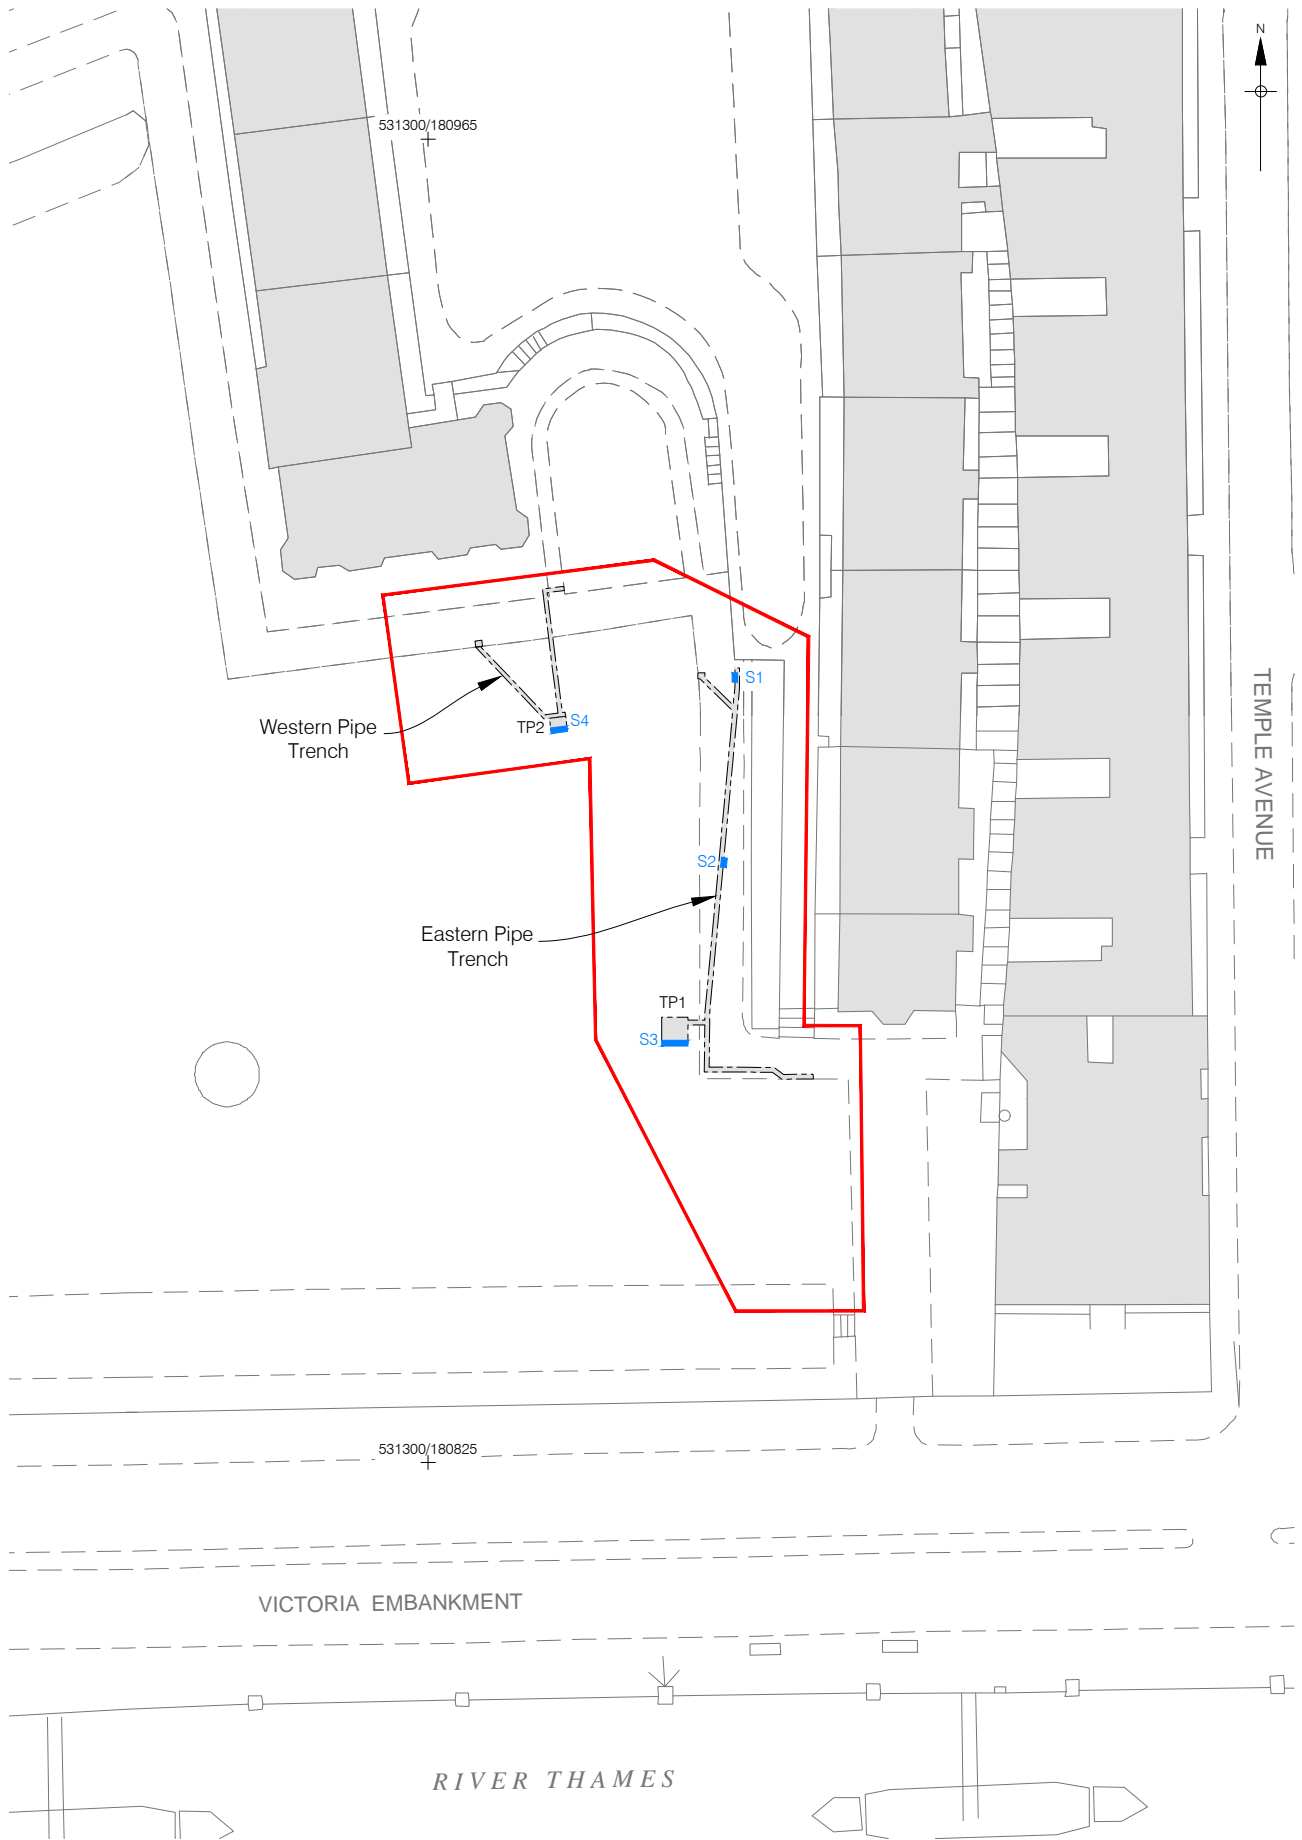 N
531300/180965
S1
TEMPLE AVENUE
Western Pipe
Trench
TP2
S4
S2
Eastern Pipe
Trench
TP1
S3
531300/180825
VICTORIA EMBANKMENT
RIVER THAMES